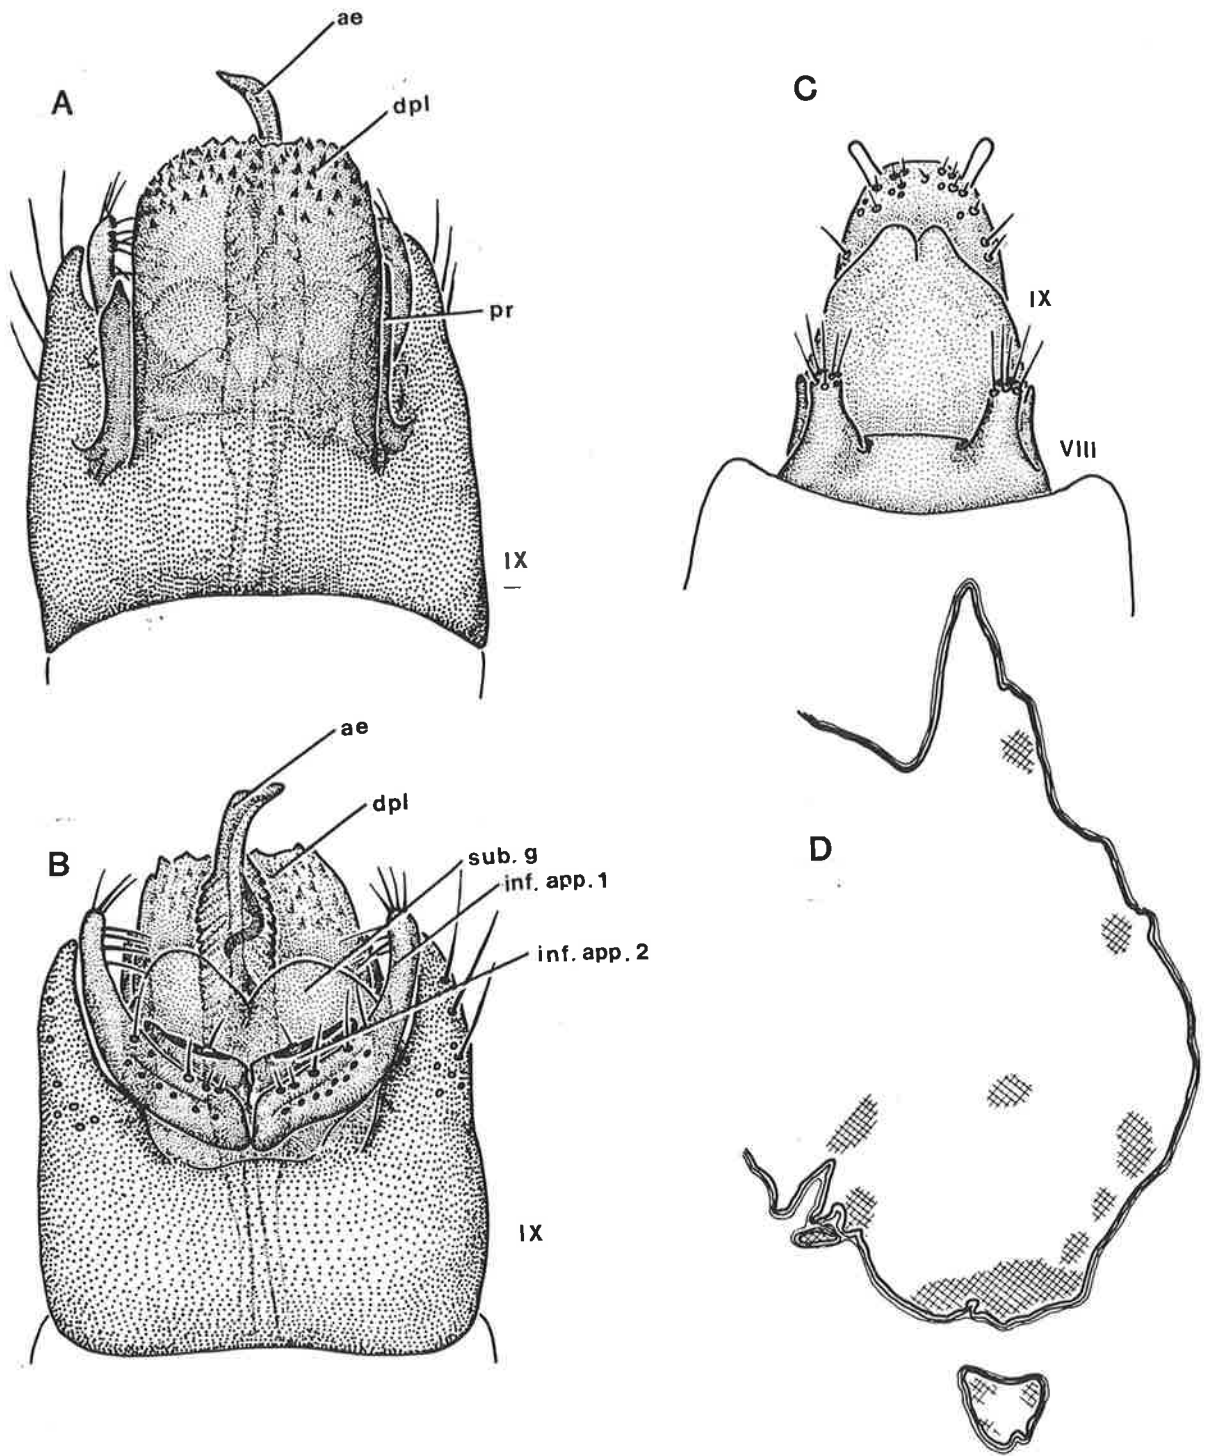 A
ae
dpl
pr
IX
B
ae
dpl
sub. g
inf. app. 1
inf. app. 2
IX
C
IX
VIII
D